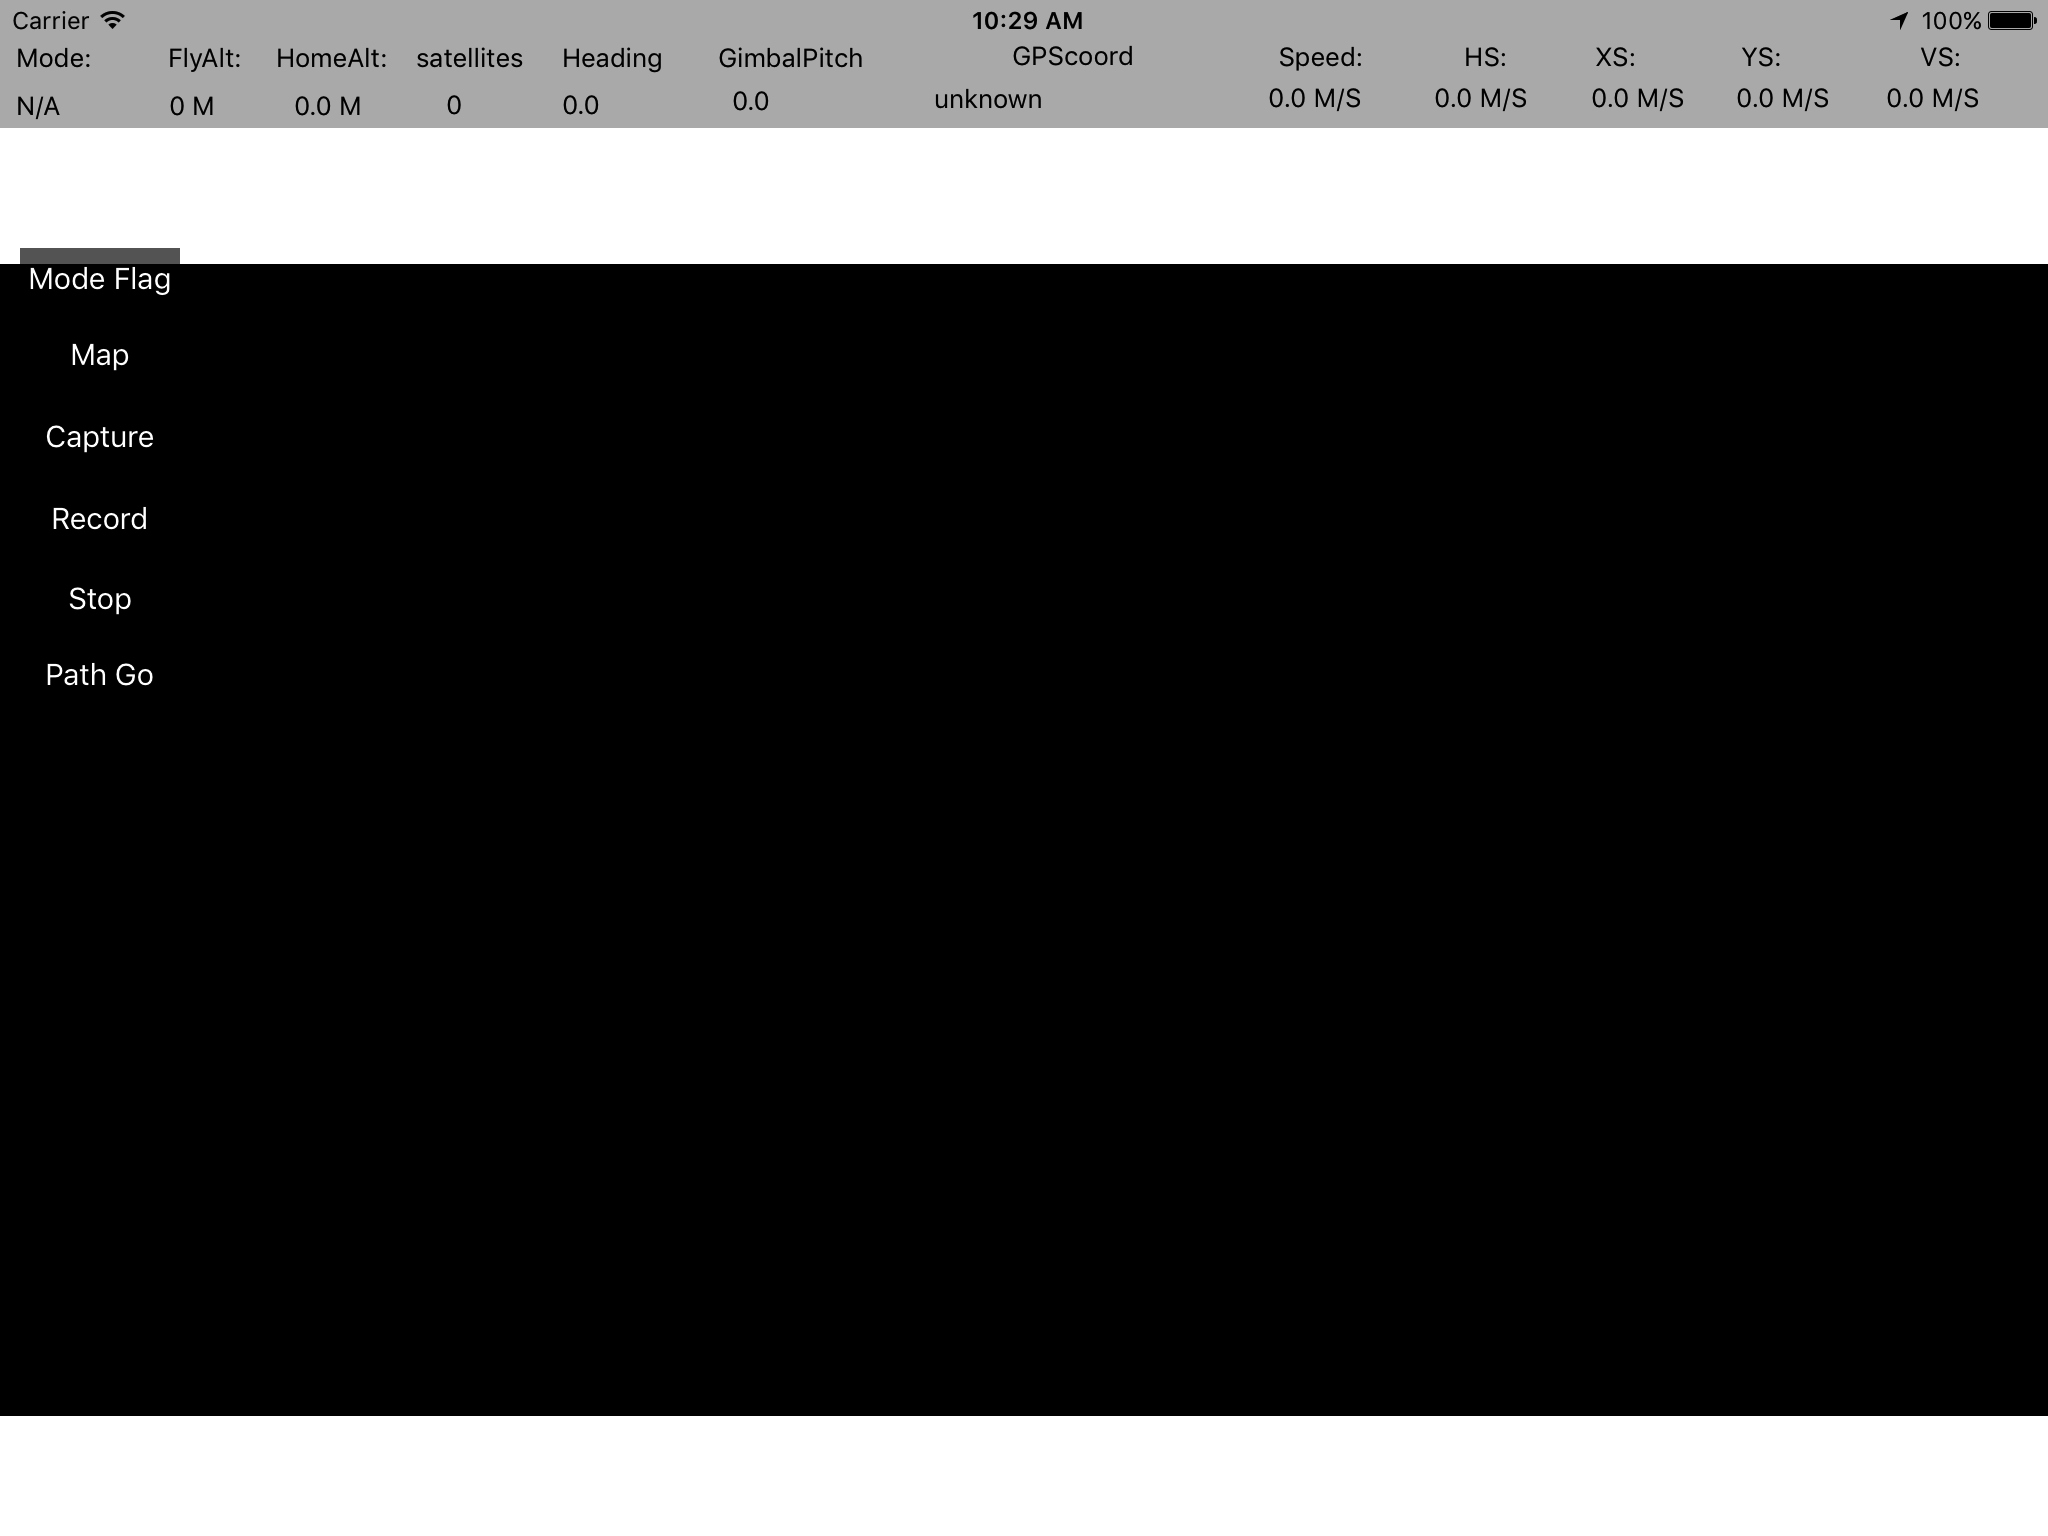 Carrier 10:29 AM 100%
Mode: FlyAlt: HomeAlt: satellites Heading GimbalPitch GPScoord Speed: HS: XS: YS: VS:
N/A 0 M 0.0 M 0 0.0 0.0 unknown 0.0 M/S 0.0 M/S 0.0 M/S 0.0 M/S 0.0 M/S
Mode Flag
Map
Capture
Record
Stop
Path Go